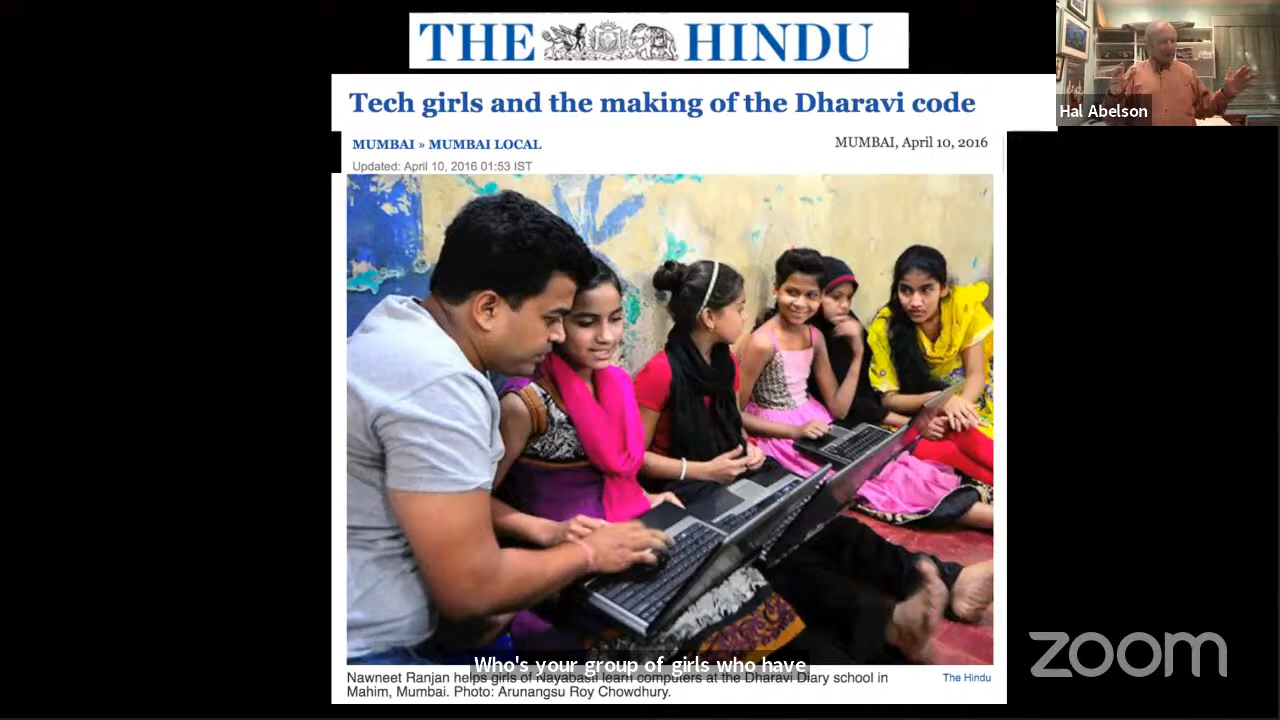 THE HINDU
Hal Abelson
Tech girls and the making of the Dharavi code
MUMBAI » MUMBAI LOCAL
MUMBAI, April 10, 2016
Updated: April 10, 2016 01:53 IST
Who's your group of girls who have
Nawneet Ranjan helps girls of Nayabasti learn computers at the Dharavi Diary school in
The Hindu
Mahim, Mumbai. Photo: Arunangsu Roy Chowdhury.
zoom